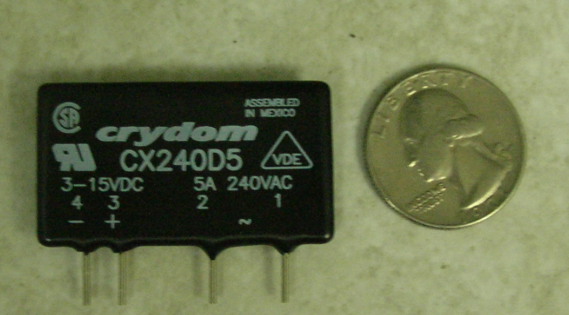 ASSEMBLED
IN MEXICO
crydom
CX240D5
VDE
3-15VDC 5A 240VAC
4 3 2 1
- + ~
LIBERTY